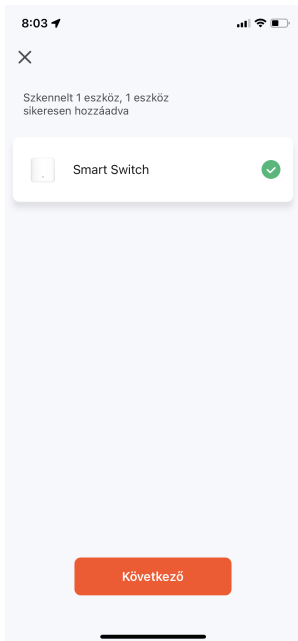 8:03
Szkennelt 1 eszköz, 1 eszköz
sikeresen hozzáadva
Smart Switch
Következő